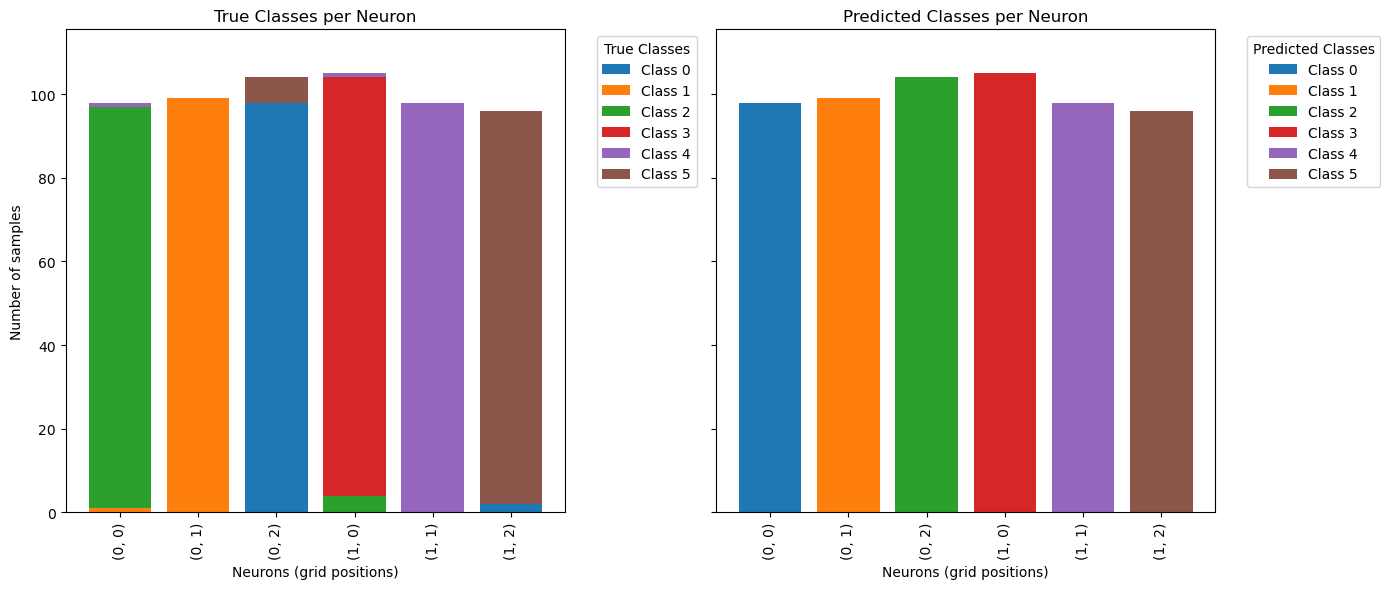 True Classes per Neuron
Number of samples
0
20
40
60
80
100
(0, 0)
(0, 1)
(0, 2)
(1, 0)
(1, 1)
(1, 2)
Neurons (grid positions)
True Classes
Class 0
Class 1
Class 2
Class 3
Class 4
Class 5
Predicted Classes per Neuron
(0, 0)
(0, 1)
(0, 2)
(1, 0)
(1, 1)
(1, 2)
Neurons (grid positions)
Predicted Classes
Class 0
Class 1
Class 2
Class 3
Class 4
Class 5